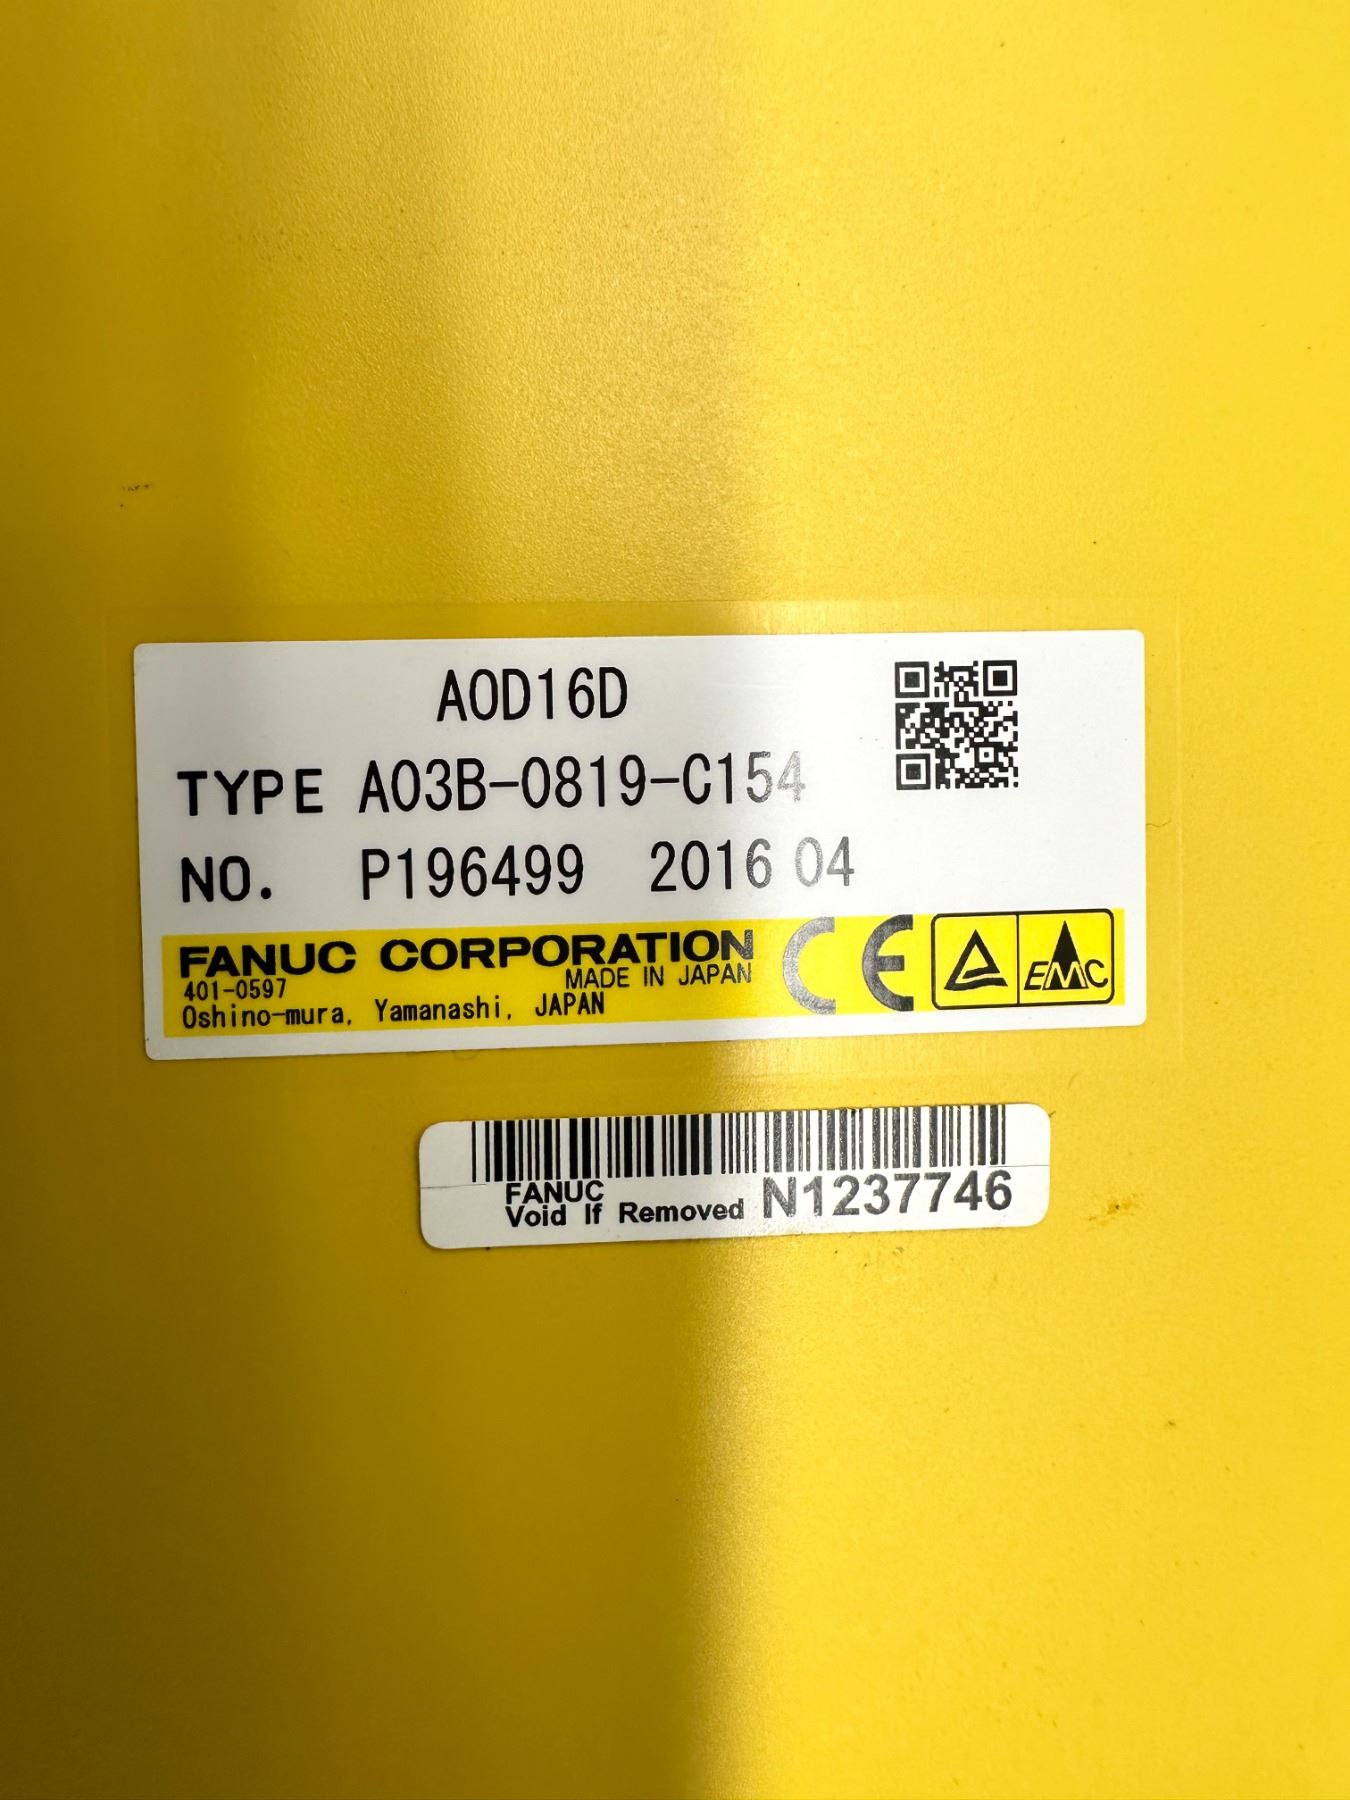 AOD16D
TYPE A03B-0819-C154
NO. P196499 2016 04
FANUC CORPORATION
MADE IN JAPAN
401-0597
Oshino-mura, Yamanashi, JAPAN
CE
EMC
FANUC
Void If Removed N1237746